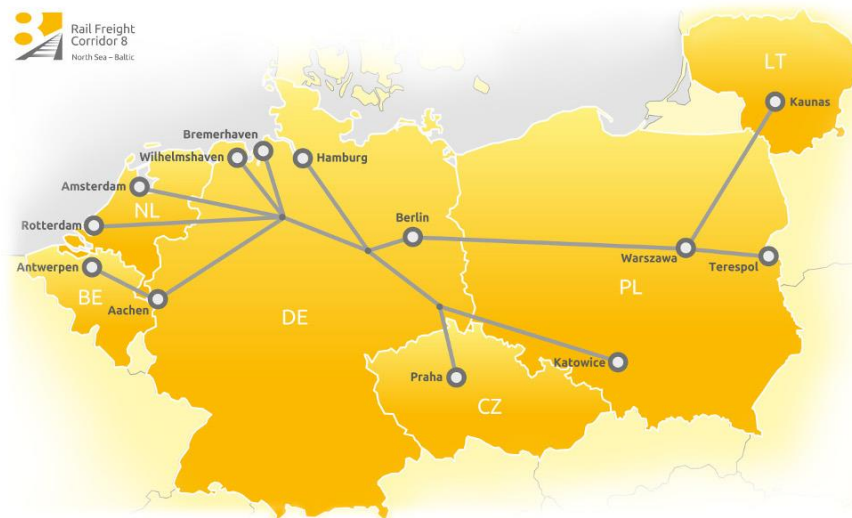 Rail Freight
Corridor 8
North Sea – Baltic
LT
Kaunas
Bremerhaven
Wilhelmshaven
Hamburg
Amsterdam
NL
Rotterdam
Berlin
Antwerpen
Warszawa
Terespol
BE
Aachen
DE
PL
Praha
Katowice
CZ